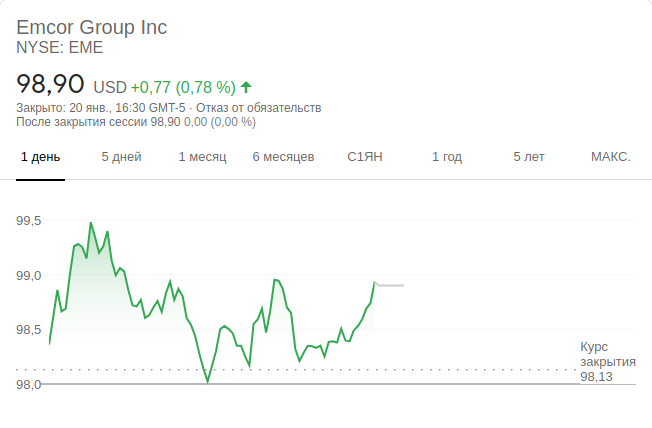 Emcor Group Inc
NYSE: EME
98,90 USD +0,77 (0,78 %)
Закрыто: 20 янв., 16:30 GMT-5 · Отказ от обязательств
После закрытия сессии 98,90 0,00 (0,00 %)
1 день 5 дней 1 месяц 6 месяцев С1ЯН 1 год 5 лет МАКС.
99,5
99,0
98,5
98,0
Курс
закрытия
98,13